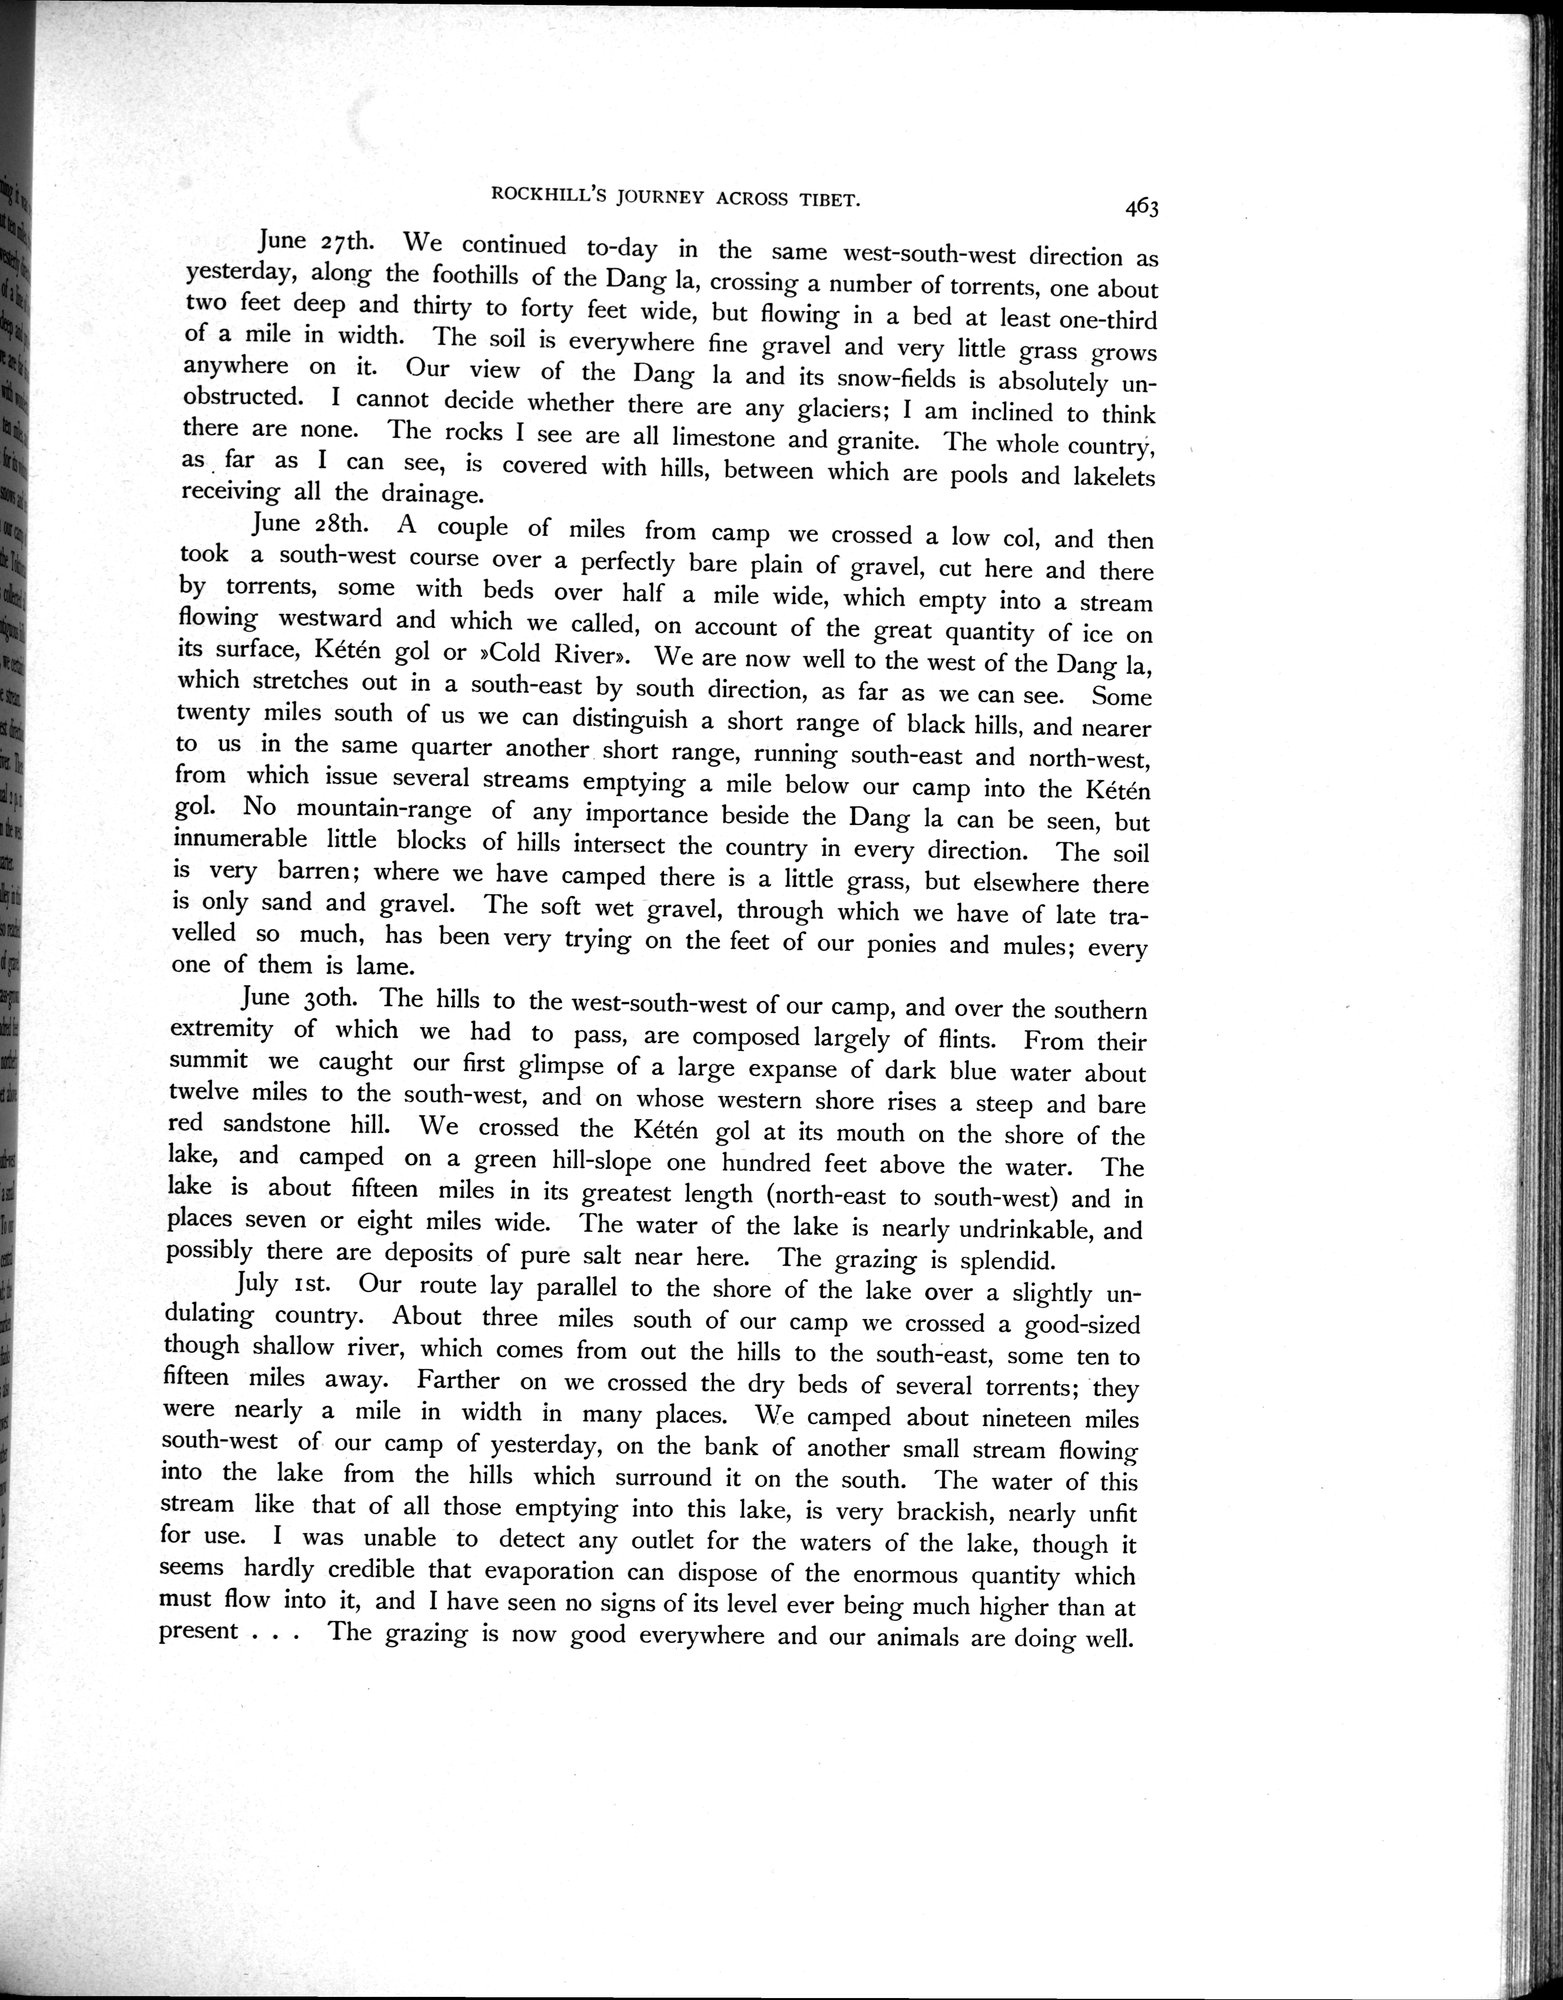 ROCKHILL'S JOURNEY ACROSS TIBET.
463
June 27th. We continued to-day in the same west-south-west direction as
yesterday, along the foothills of the Dang la, crossing a number of torrents, one about
two feet deep and thirty to forty feet wide, but flowing in a bed at least one-third
of a mile in width. The soil is everywhere fine gravel and very little grass grows
anywhere on it. Our view of the Dang la and its snow-fields is absolutely un-
obstructed. I cannot decide whether there are any glaciers; I am inclined to think
there are none. The rocks I see are all limestone and granite. The whole country,
as far as I can see, is covered with hills, between which are pools and lakelets
receiving all the drainage.
June 28th. A couple of miles from camp we crossed a low col, and then
took a south-west course over a perfectly bare plain of gravel, cut here and there
by torrents, some with beds over half a mile wide, which empty into a stream
flowing westward and which we called, on account of the great quantity of ice on
its surface, Kétén gol or »Cold River». We are now well to the west of the Dang la,
which stretches out in a south-east by south direction, as far as we can see. Some
twenty miles south of us we can distinguish a short range of black hills, and nearer
to us in the same quarter another short range, running south-east and north-west,
from which issue several streams emptying a mile below our camp into the Kétén
gol. No mountain-range of any importance beside the Dang la can be seen, but
innumerable little blocks of hills intersect the country in every direction. The soil
is very barren; where we have camped there is a little grass, but elsewhere there
is only sand and gravel. The soft wet gravel, through which we have of late tra-
velled so much, has been very trying on the feet of our ponies and mules; every
one of them is lame.
June 30th. The hills to the west-south-west of our camp, and over the southern
extremity of which we had to pass, are composed largely of flints. From their
summit we caught our first glimpse of a large expanse of dark blue water about
twelve miles to the south-west, and on whose western shore rises a steep and bare
red sandstone hill. We crossed the Kétén gol at its mouth on the shore of the
lake, and camped on a green hill-slope one hundred feet above the water. The
lake is about fifteen miles in its greatest length (north-east to south-west) and in
places seven or eight miles wide. The water of the lake is nearly undrinkable, and
possibly there are deposits of pure salt near here. The grazing is splendid.
July 1st. Our route lay parallel to the shore of the lake over a slightly un-
dulating country. About three miles south of our camp we crossed a good-sized
though shallow river, which comes from out the hills to the south-east, some ten to
fifteen miles away. Farther on we crossed the dry beds of several torrents; they
were nearly a mile in width in many places. We camped about nineteen miles
south-west of our camp of yesterday, on the bank of another small stream flowing
into the lake from the hills which surround it on the south. The water of this
stream like that of all those emptying into this lake, is very brackish, nearly unfit
for use. I was unable to detect any outlet for the waters of the lake, though it
seems hardly credible that evaporation can dispose of the enormous quantity which
must flow into it, and I have seen no signs of its level ever being much higher than at
present . . . The grazing is now good everywhere and our animals are doing well.